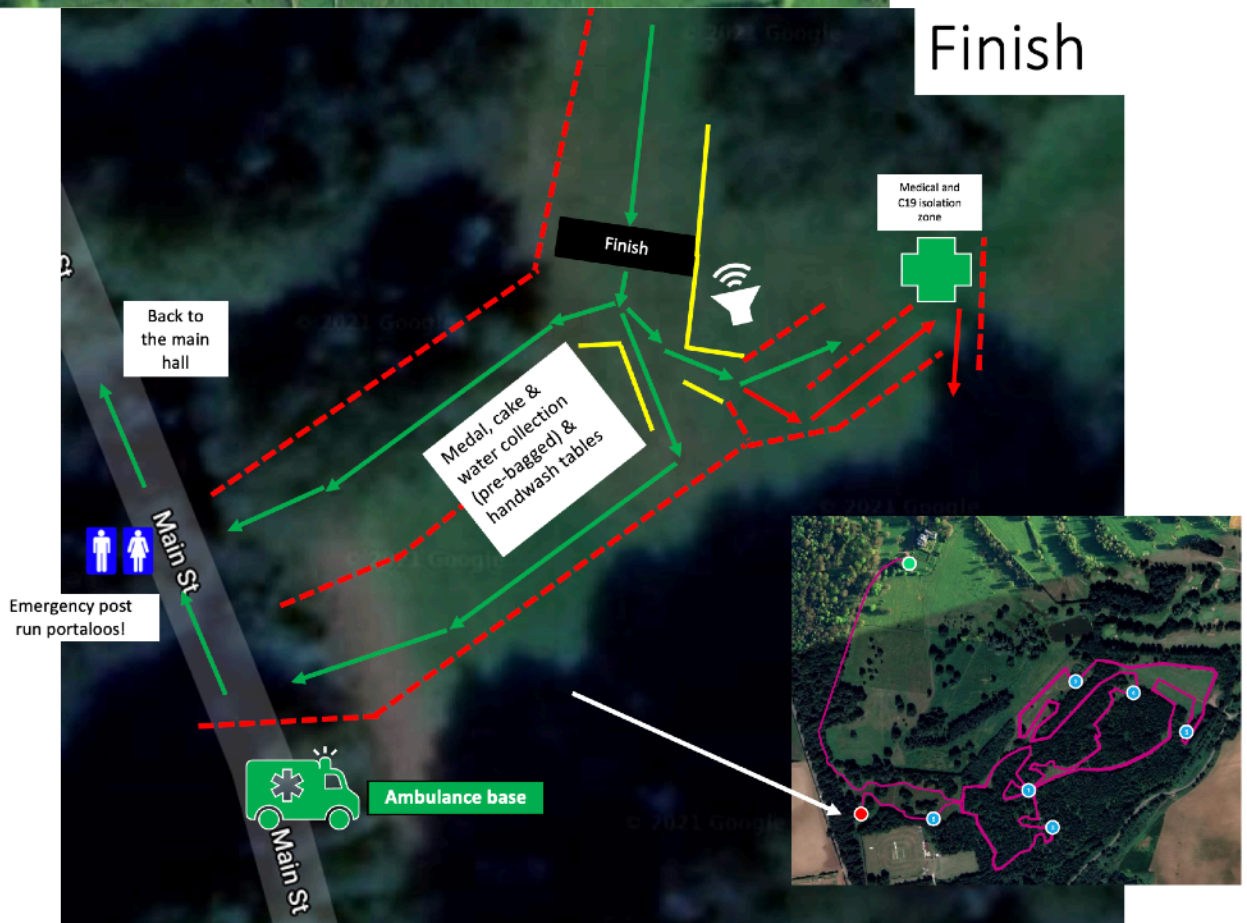 © 2021 Google
Finish
Medical and
C19 isolation
zone
Finish
St
Back to
the main
hall
© 2021 Google
Medal, cake &
water collection
(pre-bagged) &
handwash tables
© 2021 Google
Main St
© 2021 Google
Emergency post
run portaloos!
Ambulance base
© 2021 Google
Main St